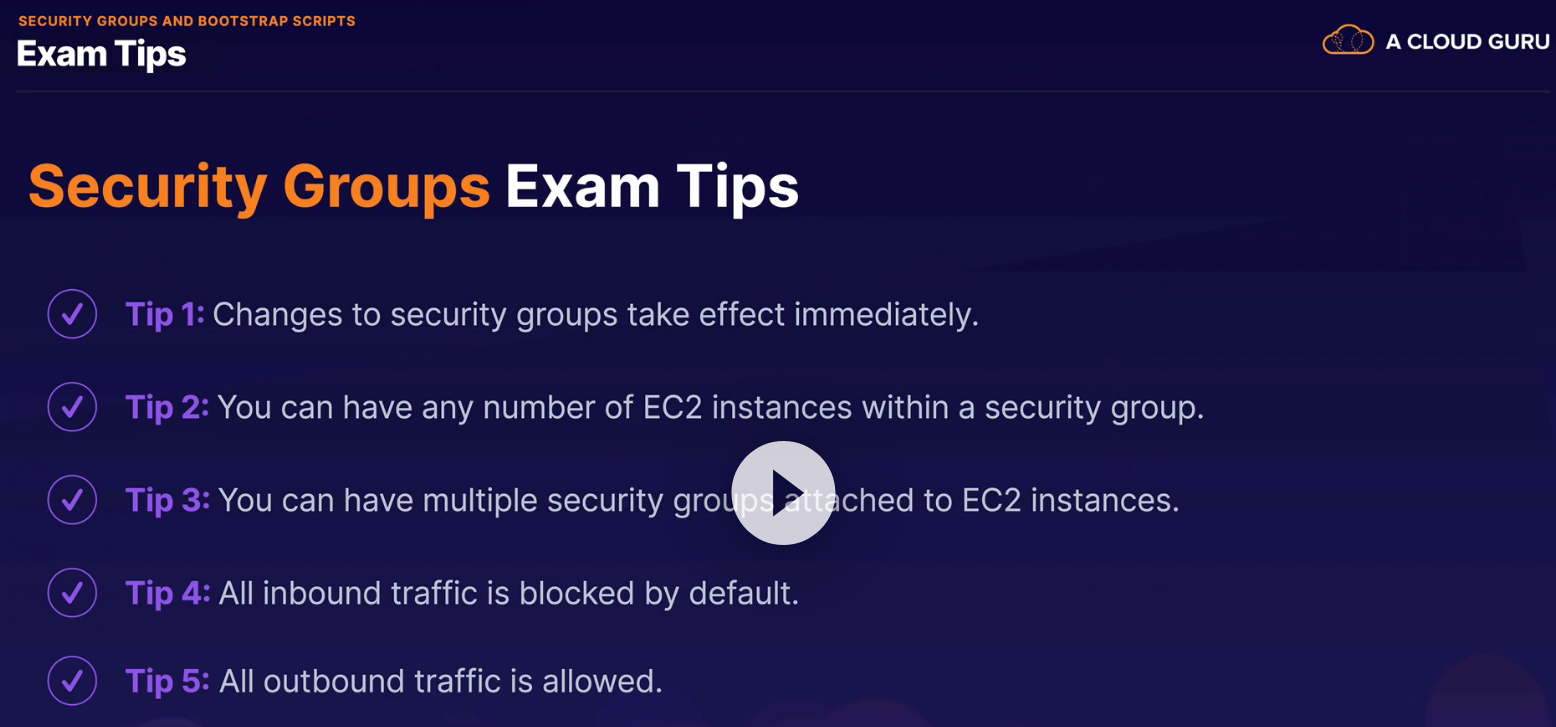 SECURITY GROUPS AND BOOTSTRAP SCRIPTS
Exam Tips
A CLOUD GURU
Security Groups Exam Tips
Tip 1: Changes to security groups take effect immediately.
Tip 2: You can have any number of EC2 instances within a security group.
Tip 3: You can have multiple security groups attached to EC2 instances.
Tip 4: All inbound traffic is blocked by default.
Tip 5: All outbound traffic is allowed.